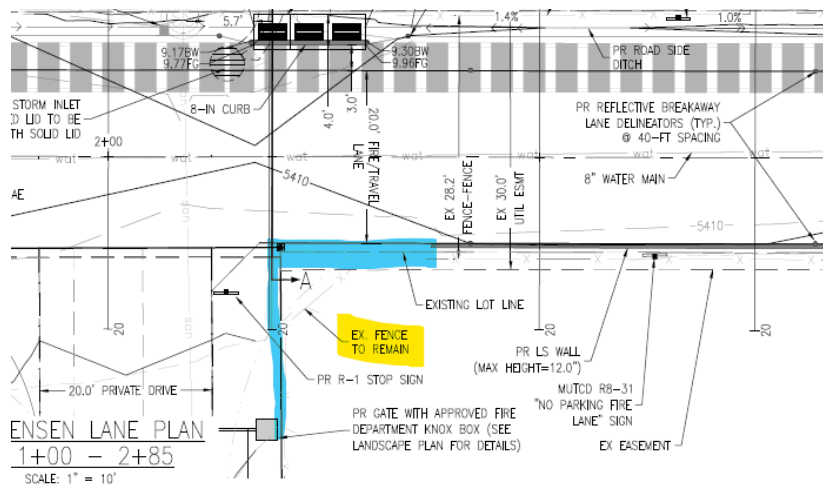 5.7'
1.4%
1.0%
9.17BW
9.77FG
9.30BW
9.96FG
PR ROAD SIDE
DITCH
STORM INLET
ED LID TO BE
TH SOLID LID
8-IN CURB
4.0'
3.0'
20.0' FIRE/TRAVEL
LANE
EX 28.2'
FENCE-FENCE
EX 30.0'
UTIL ESMT
PR REFLECTIVE BREAKAWAY
LANE DELINEATORS (TYP.)
@ 40-FT SPACING
2+00
wat
wat
wat
wat
wat
8" WATER MAIN
AE
5410
5410
A
EXISTING LOT LINE
20
20
20
20
EX. FENCE
TO REMAIN
PR LS WALL
(MAX HEIGHT=12.0")
PR R-1 STOP SIGN
20.0' PRIVATE DRIVE
MUTCD R8-31
"NO PARKING FIRE
LANE" SIGN
PR GATE WITH APPROVED FIRE
DEPARTMENT KNOX BOX (SEE
LANDSCAPE PLAN FOR DETAILS)
EX EASEMENT
ENSEN LANE PLAN
1+00 - 2+85
SCALE: 1" = 10'